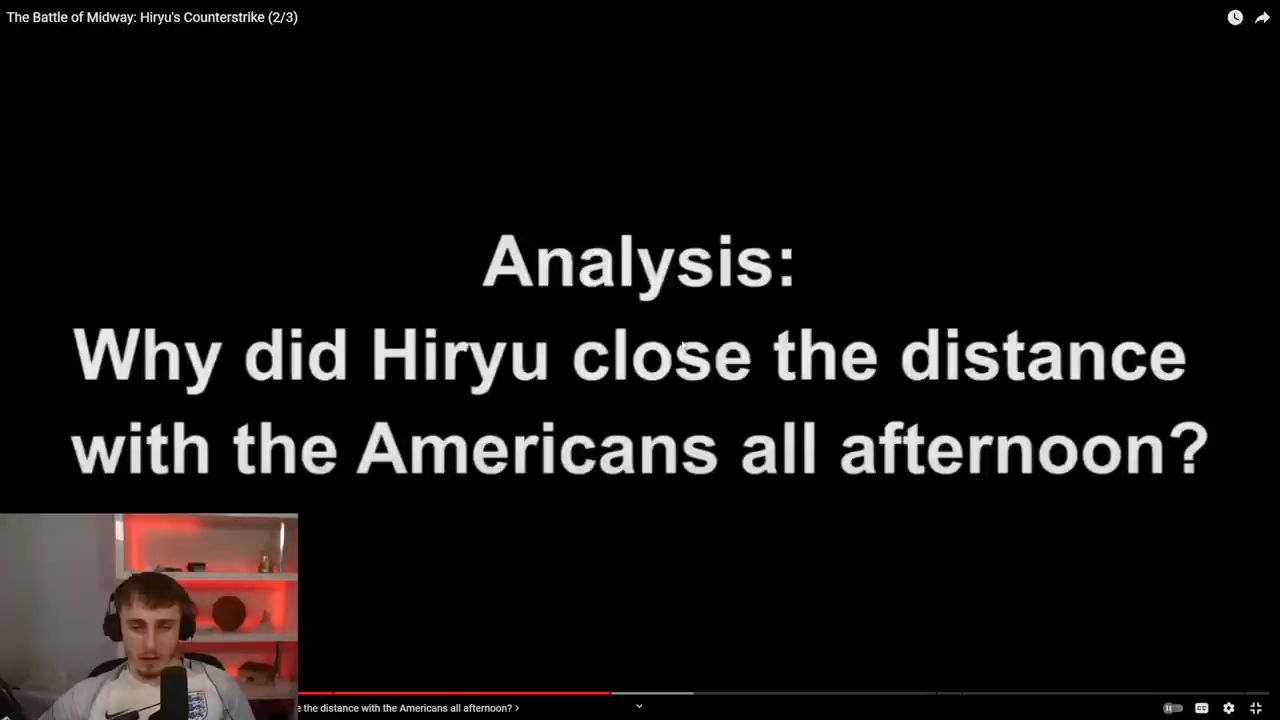 The Battle of Midway: Hiryu's Counterstrike (2/3)
Analysis:
Why did Hiryu close the distance
with the Americans all afternoon?
e the distance with the Americans all afternoon? >
CC